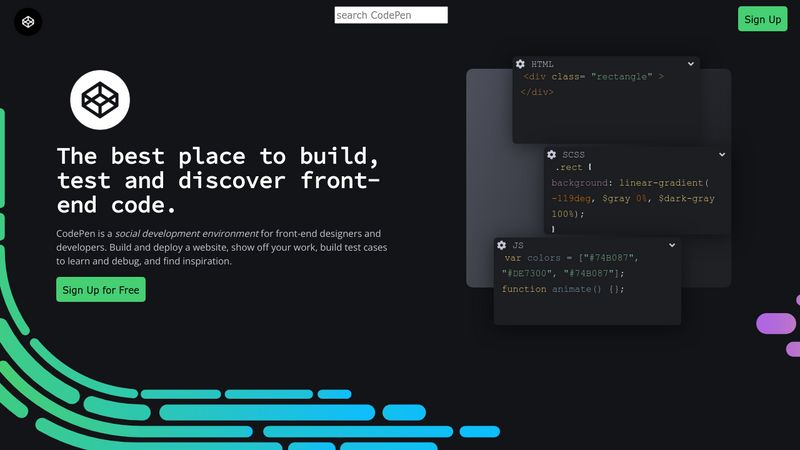 search CodePen
Sign Up
The best place to build,
test and discover front-
end code.
CodePen is a social development environment for front-end designers and
developers. Build and deploy a website, show off your work, build test cases
to learn and debug, and find inspiration.
Sign Up for Free
HTML
<div class= "rectangle" >
</div>
SCSS
.rect {
background: linear-gradient(
-119deg, $gray 0%, $dark-gray
100%);
}
JS
var colors = ["#74B087",
"#DE7300", "#74B087"];
function animate() {};